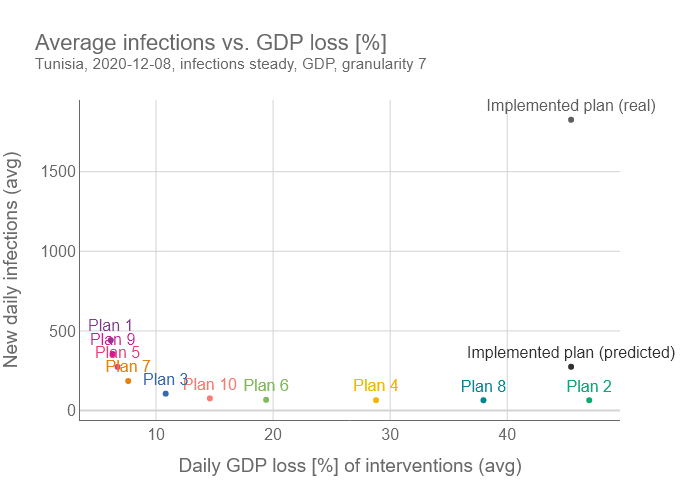 Average infections vs. GDP loss [%]
Tunisia, 2020-12-08, infections steady, GDP, granularity 7
Implemented plan (real)
1500
1000
500
0
New daily infections (avg)
Plan 1
Plan 9
Plan 5
Plan 7
Plan 3
Plan 10
Plan 6
Plan 4
Plan 8
Plan 2
Implemented plan (predicted)
10
20
30
40
Daily GDP loss [%] of interventions (avg)